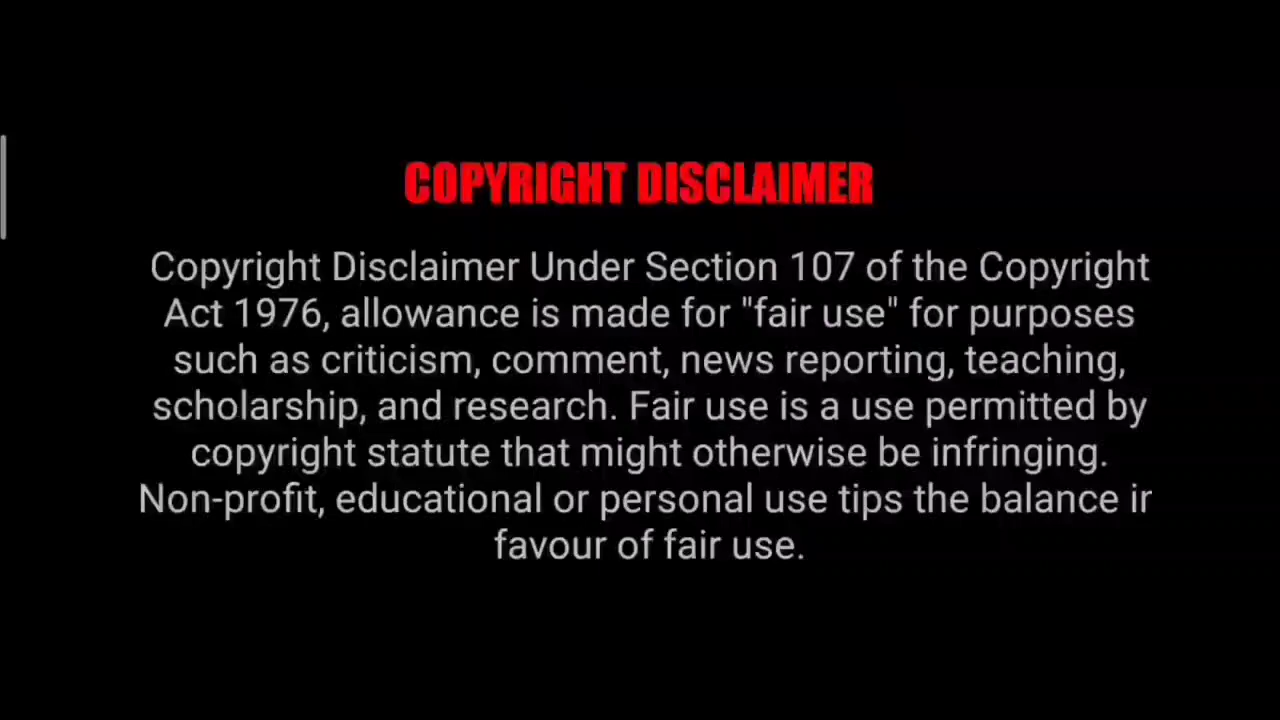 COPYRIGHT DISCLAIMER
Copyright Disclaimer Under Section 107 of the Copyright
Act 1976, allowance is made for "fair use" for purposes
such as criticism, comment, news reporting, teaching,
scholarship, and research. Fair use is a use permitted by
copyright statute that might otherwise be infringing.
Non-profit, educational or personal use tips the balance ir
favour of fair use.